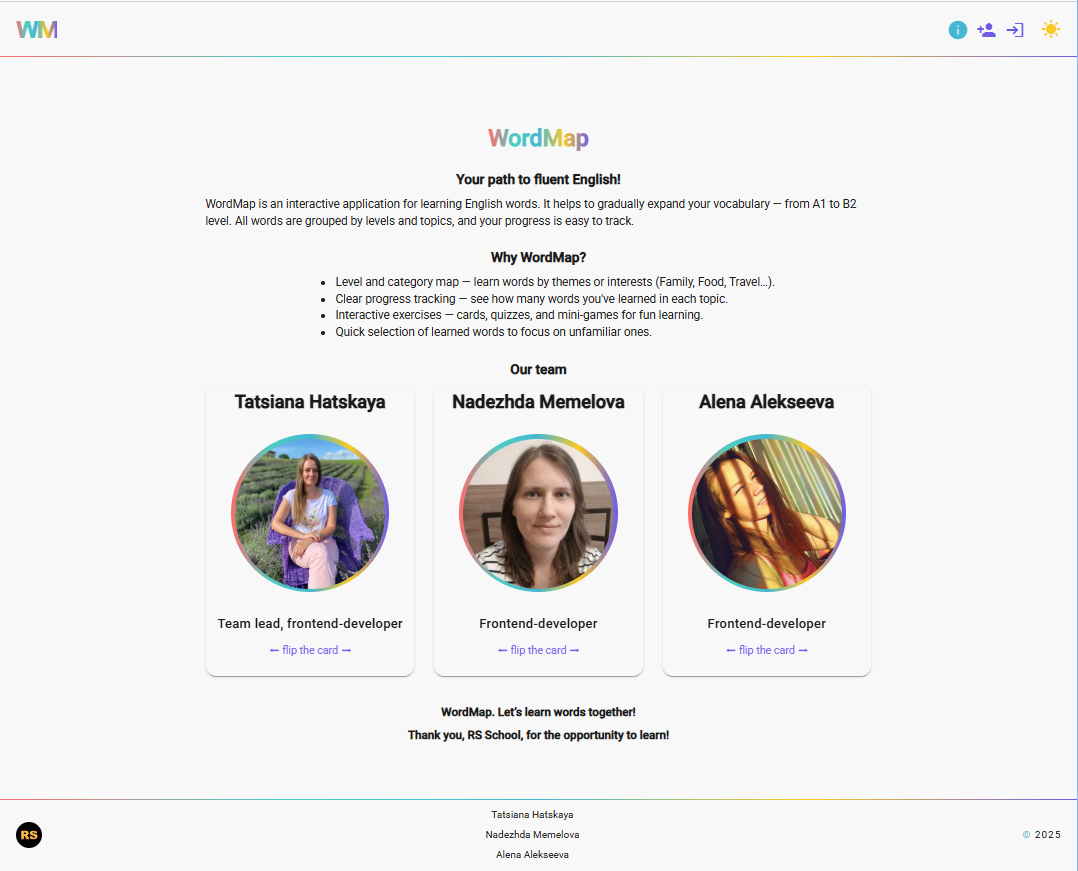 WM
WordMap
Your path to fluent English!
WordMap is an interactive application for learning English words. It helps to gradually expand your vocabulary — from A1 to B2
level. All words are grouped by levels and topics, and your progress is easy to track.
Why WordMap?
• Level and category map — learn words by themes or interests (Family, Food, Travel...).
• Clear progress tracking — see how many words you've learned in each topic.
• Interactive exercises — cards, quizzes, and mini-games for fun learning.
• Quick selection of learned words to focus on unfamiliar ones.
Our team
Tatsiana Hatskaya
Team lead, frontend-developer
← flip the card →
Nadezhda Memelova
Frontend-developer
← flip the card →
Alena Alekseeva
Frontend-developer
← flip the card →
WordMap. Let's learn words together!
Thank you, RS School, for the opportunity to learn!
RS
Tatsiana Hatskaya
Nadezhda Memelova
Alena Alekseeva
© 2025